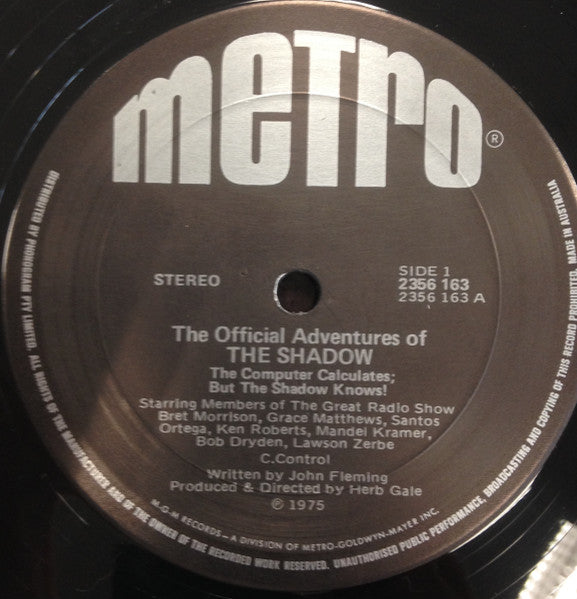 metro®
STEREO
SIDE 1
2356 163
2356 163 A
The Official Adventures of
THE SHADOW
The Computer Calculates;
But The Shadow Knows!
Starring Members of The Great Radio Show
Bret Morrison, Grace Matthews, Santos
Ortega, Ken Roberts, Mandel Kramer,
Bob Dryden, Lawson Zerbe
C.Control
Written by John Fleming
Produced & Directed by Herb Gale
℗ 1975
M-G-M RECORDS – A DIVISION OF METRO-GOLDWYN-MAYER INC.
DISTRIBUTED BY PHONOGRAM PTY LIMITED. ALL RIGHTS OF THE MANUFACTURER AND OF THE OWNER OF THE RECORDED WORK RESERVED. UNAUTHORISED PUBLIC PERFORMANCE, BROADCASTING AND COPYING OF THIS RECORD PROHIBITED. MADE IN AUSTRALIA